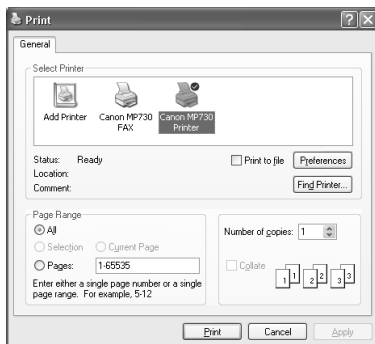 Print
General
Select Printer
Add Printer
Canon MP730
FAX
Canon MP730
Printer
Status: Ready
Location:
Comment:
Print to file
Preferences
Find Printer...
Page Range
All
Selection
Current Page
Pages: 1-65535
Enter either a single page number or a single
page range. For example, 5-12
Number of copies: 1
Collate
1 1 2 2 3 3
Print
Cancel
Apply